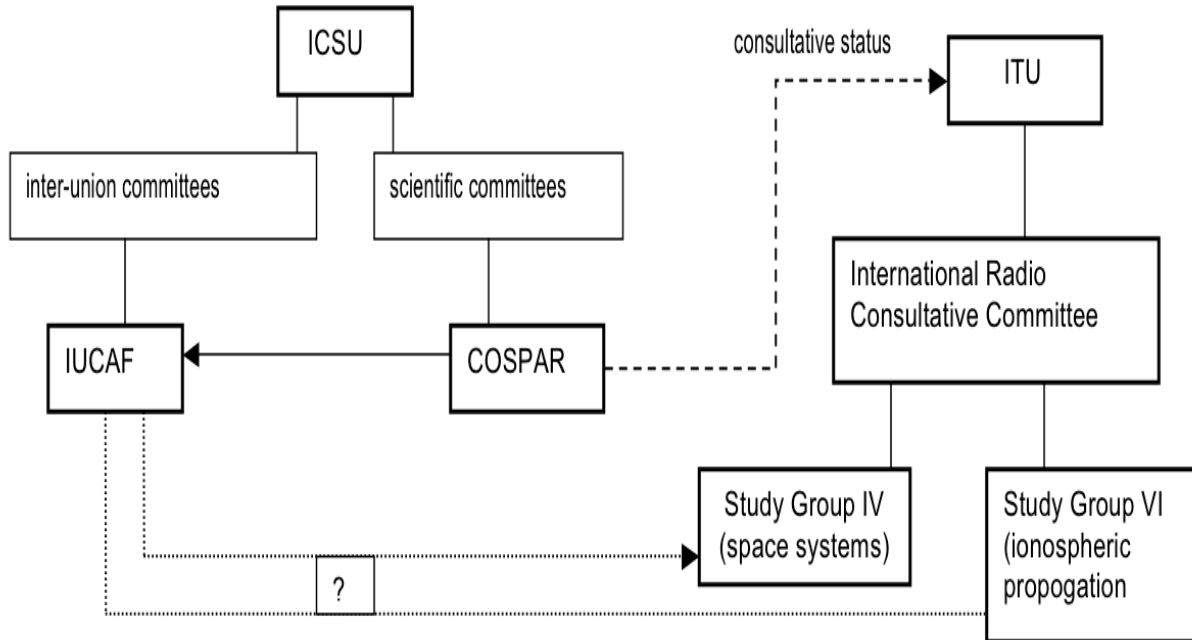 ICSU
consultative status
ITU
inter-union committees
scientific committees
International Radio
Consultative Committee
IUCAF
COSPAR
Study Group IV
(space systems)
Study Group VI
(ionospheric
propogation
?